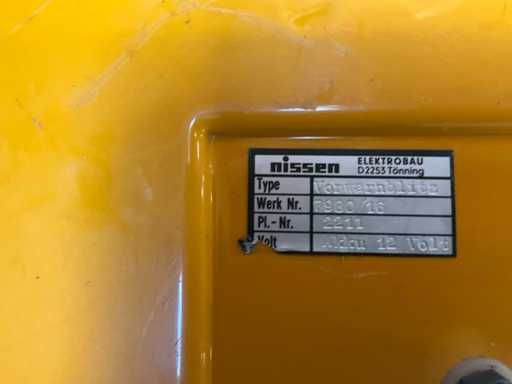 nissen ELEKTROBAU
D2253 Tönning
Type Vorwarnblitz
Werk Nr. 7930/16
Pl.-Nr. 2211
Volt Akku 12 Volt